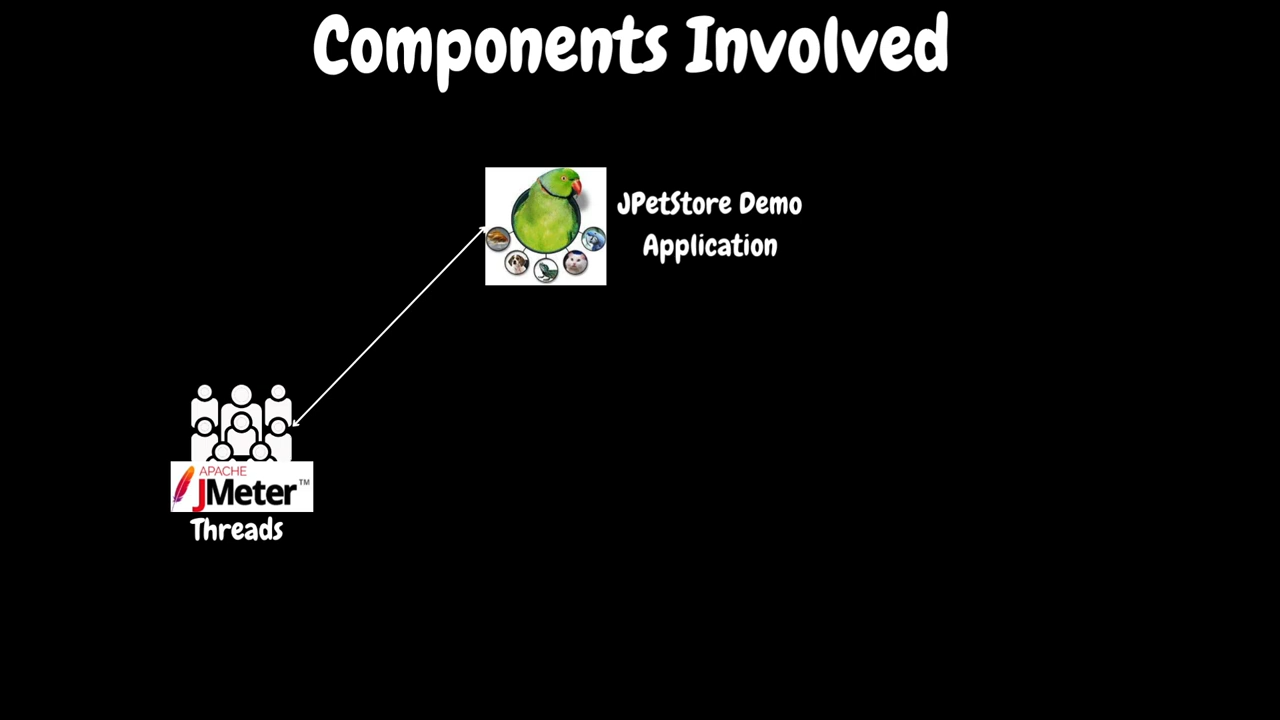 Components Involved
JPetStore Demo
Application
APACHE
JMeter™
Threads